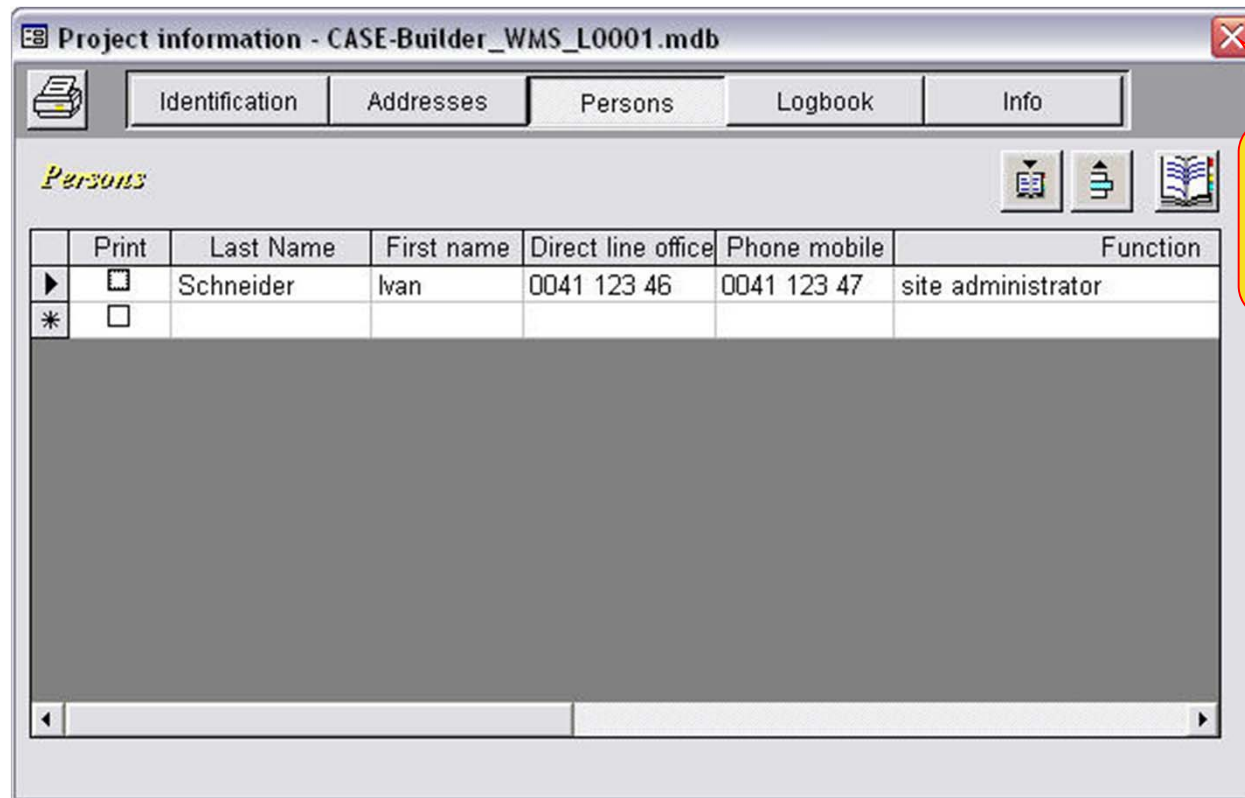 Project information - CASE-Builder_WMS_L0001.mdb
Identification Addresses Persons Logbook Info
Persons
Print Last Name First name Direct line office Phone mobile Function
Schneider Ivan 0041 123 46 0041 123 47 site administrator